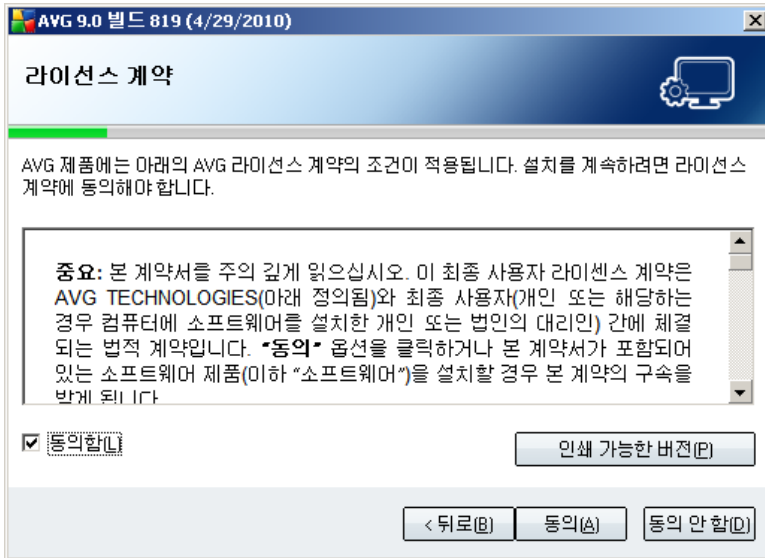 AVG 9.0 빌드 819 (4/29/2010)
라이선스 계약
AVG 제품에는 아래의 AVG 라이선스 계약의 조건이 적용됩니다. 설치를 계속하려면 라이선스
계약에 동의해야 합니다.
중요: 본 계약서를 주의 깊게 읽으십시오. 이 최종 사용자 라이센스 계약은
AVG TECHNOLOGIES(아래 정의됨)와 최종 사용자(개인 또는 해당하는
경우 컴퓨터에 소프트웨어를 설치한 개인 또는 법인의 대리인) 간에 체결
되는 법적 계약입니다. “동의” 옵션을 클릭하거나 본 계약서가 포함되어
있는 소프트웨어 제품(이하 “소프트웨어”)을 설치할 경우 본 계약의 구속을
받게 됩니다.
동의함(L)
인쇄 가능한 버전(P)
< 뒤로(B)
동의(A)
동의 안 함(D)